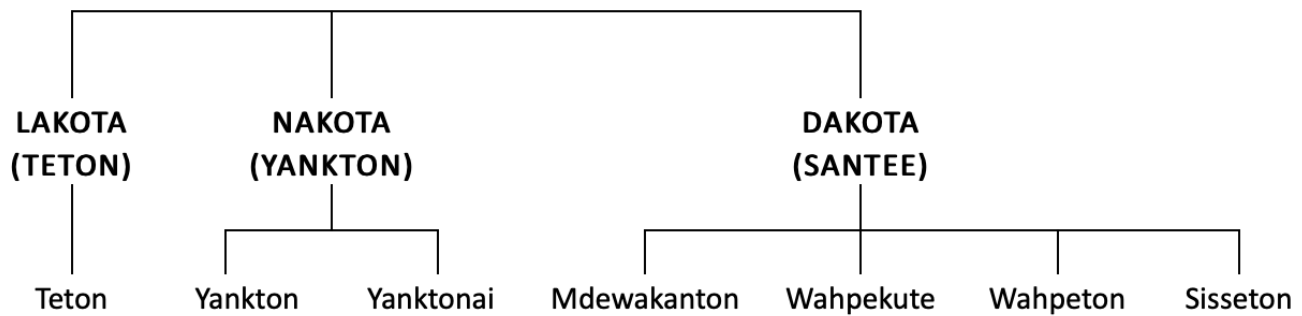 LAKOTA
(TETON)
NAKOTA
(YANKTON)
DAKOTA
(SANTEE)
Teton
Yankton
Yanktonai
Mdewakanton
Wahpekute
Wahpeton
Sisseton